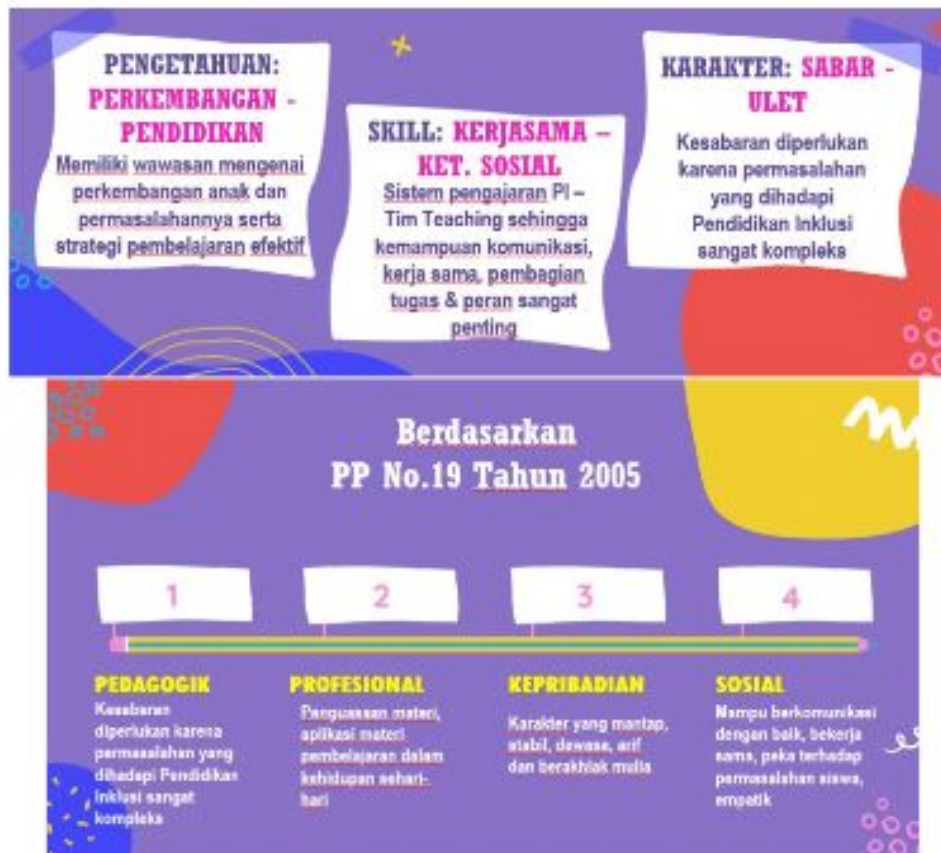 PENGETAHUAN:
PERKEMBANGAN -
PENDIDIKAN
Memiliki wawasan mengenai
perkembangan anak dan
permasalahannya serta
strategi pembelajaran efektif
SKILL: KERJASAMA –
KET. SOSIAL
Sistem pengajaran PI –
Tim Teaching sehingga
kemampuan komunikasi,
kerja sama, pembagian
tugas & peran sangat
penting
KARAKTER: SABAR -
ULET
Kesabaran diperlukan
karena permasalahan
yang dihadapi
Pendidikan Inklusi
sangat kompleks
Berdasarkan
PP No.19 Tahun 2005
1
2
3
4
PEDAGOGIK
Kesabaran
diperlukan karena
permasalahan yang
dihadapi Pendidikan
Inklusi sangat
kompleks
PROFESIONAL
Penguasaan materi,
aplikasi materi
pembelajaran dalam
kehidupan sehari-
hari
KEPRIBADIAN
Karakter yang mantap,
stabil, dewasa, arif
dan berakhlak mulia
SOSIAL
Mampu berkomunikasi
dengan baik, bekerja
sama, peka terhadap
permasalahan siswa,
empatik